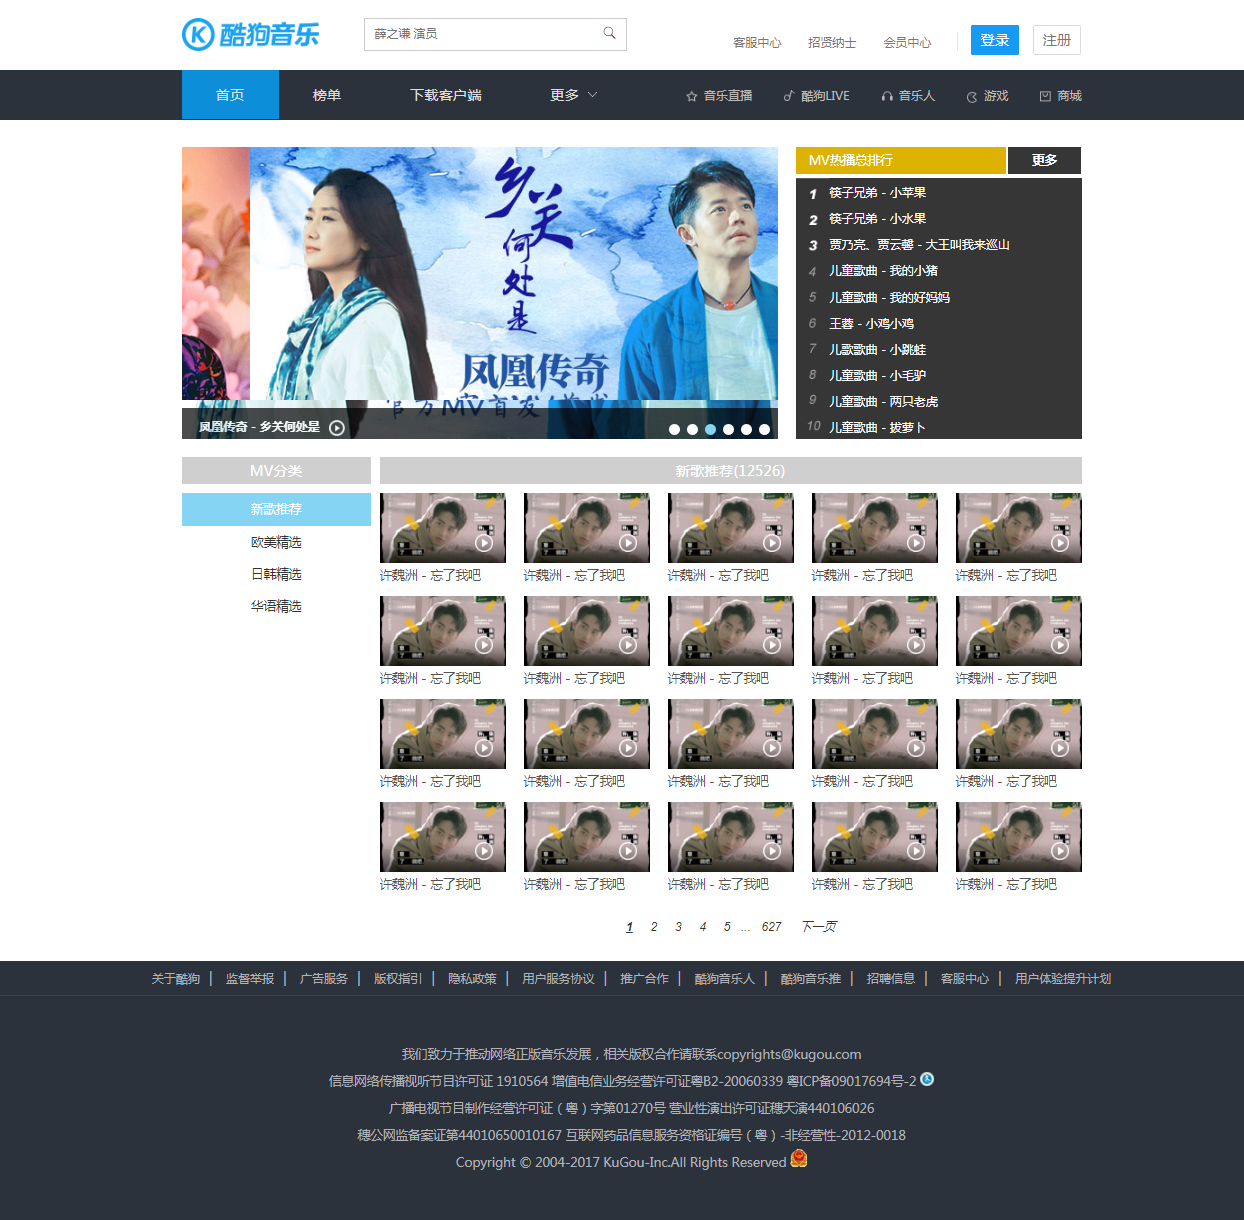 酷狗音乐
薛之谦 演员
客服中心 招贤纳士 会员中心 登录 注册
首页 榜单 下载客户端 更多 音乐直播 酷狗LIVE 音乐人 游戏 商城
乡关何处是
凤凰传奇
官方MV首发
凤凰传奇 - 乡关何处是
MV热播总排行 更多
1 筷子兄弟 - 小苹果
2 筷子兄弟 - 小水果
3 贾乃亮、贾云馨 - 大王叫我来巡山
4 儿童歌曲 - 我的小猪
5 儿童歌曲 - 我的好妈妈
6 王蓉 - 小鸡小鸡
7 儿歌歌曲 - 小跳蛙
8 儿童歌曲 - 小毛驴
9 儿童歌曲 - 两只老虎
10 儿童歌曲 - 拔萝卜
MV分类
新歌推荐
欧美精选
日韩精选
华语精选
新歌推荐(12526)
许魏洲 - 忘了我吧 许魏洲 - 忘了我吧 许魏洲 - 忘了我吧 许魏洲 - 忘了我吧 许魏洲 - 忘了我吧
许魏洲 - 忘了我吧 许魏洲 - 忘了我吧 许魏洲 - 忘了我吧 许魏洲 - 忘了我吧 许魏洲 - 忘了我吧
许魏洲 - 忘了我吧 许魏洲 - 忘了我吧 许魏洲 - 忘了我吧 许魏洲 - 忘了我吧 许魏洲 - 忘了我吧
许魏洲 - 忘了我吧 许魏洲 - 忘了我吧 许魏洲 - 忘了我吧 许魏洲 - 忘了我吧 许魏洲 - 忘了我吧
1 2 3 4 5 ... 627 下一页
关于酷狗 | 监督举报 | 广告服务 | 版权指引 | 隐私政策 | 用户服务协议 | 推广合作 | 酷狗音乐人 | 酷狗音乐推 | 招聘信息 | 客服中心 | 用户体验提升计划
我们致力于推动网络正版音乐发展，相关版权合作请联系copyrights@kugou.com
信息网络传播视听节目许可证 1910564 增值电信业务经营许可证粤B2-20060339 粤ICP备09017694号-2
广播电视节目制作经营许可证（粤）字第01270号 营业性演出许可证穗天演440106026
穗公网监备案证第44010650010167 互联网药品信息服务资格证编号（粤）-非经营性-2012-0018
Copyright © 2004-2017 KuGou-Inc.All Rights Reserved